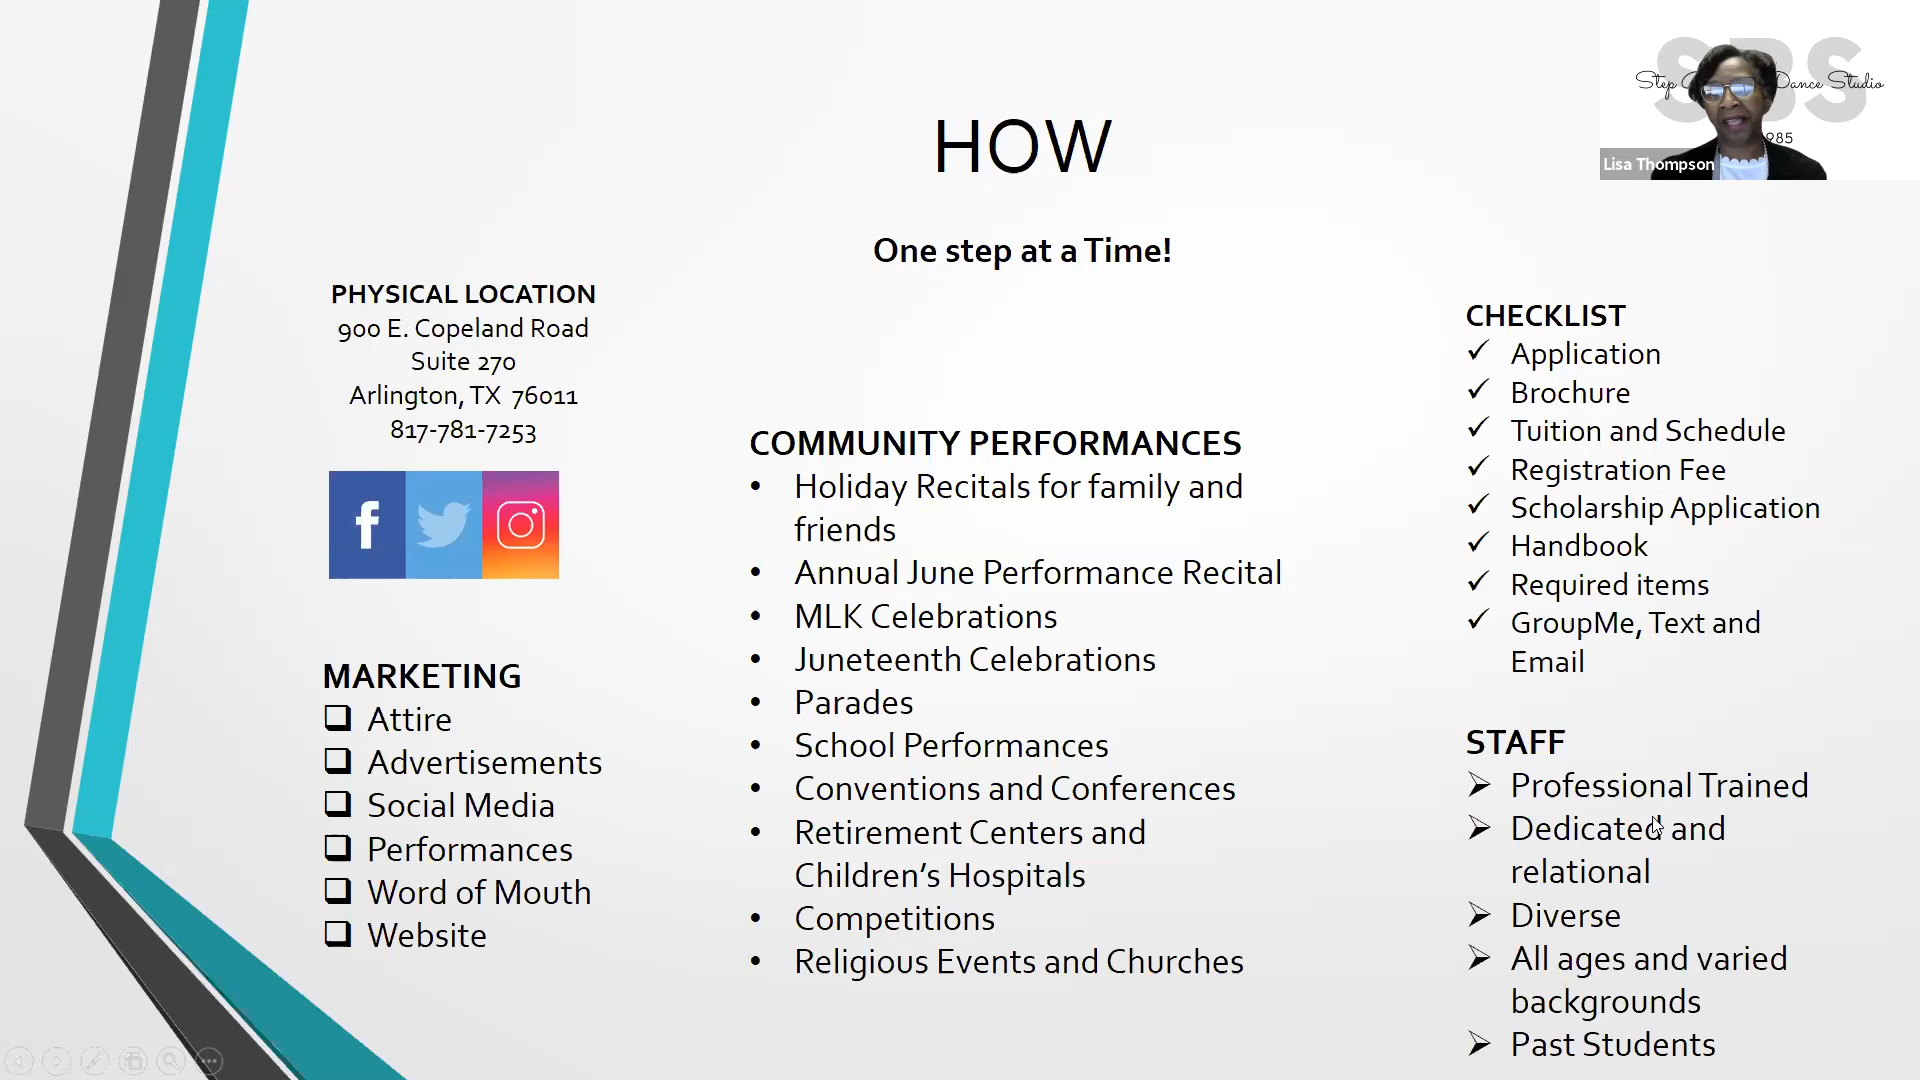 HOW
One step at a Time!
PHYSICAL LOCATION
900 E. Copeland Road
Suite 270
Arlington, TX 76011
817-781-7253
MARKETING
❑ Attire
❑ Advertisements
❑ Social Media
❑ Performances
❑ Word of Mouth
❑ Website
COMMUNITY PERFORMANCES
• Holiday Recitals for family and
friends
• Annual June Performance Recital
• MLK Celebrations
• Juneteenth Celebrations
• Parades
• School Performances
• Conventions and Conferences
• Retirement Centers and
Children's Hospitals
• Competitions
• Religious Events and Churches
CHECKLIST
✓ Application
✓ Brochure
✓ Tuition and Schedule
✓ Registration Fee
✓ Scholarship Application
✓ Handbook
✓ Required items
✓ GroupMe, Text and
Email
STAFF
➢ Professional Trained
➢ Dedicated and
relational
➢ Diverse
➢ All ages and varied
backgrounds
➢ Past Students
SBS
Step Dance Studio
985
Lisa Thompson